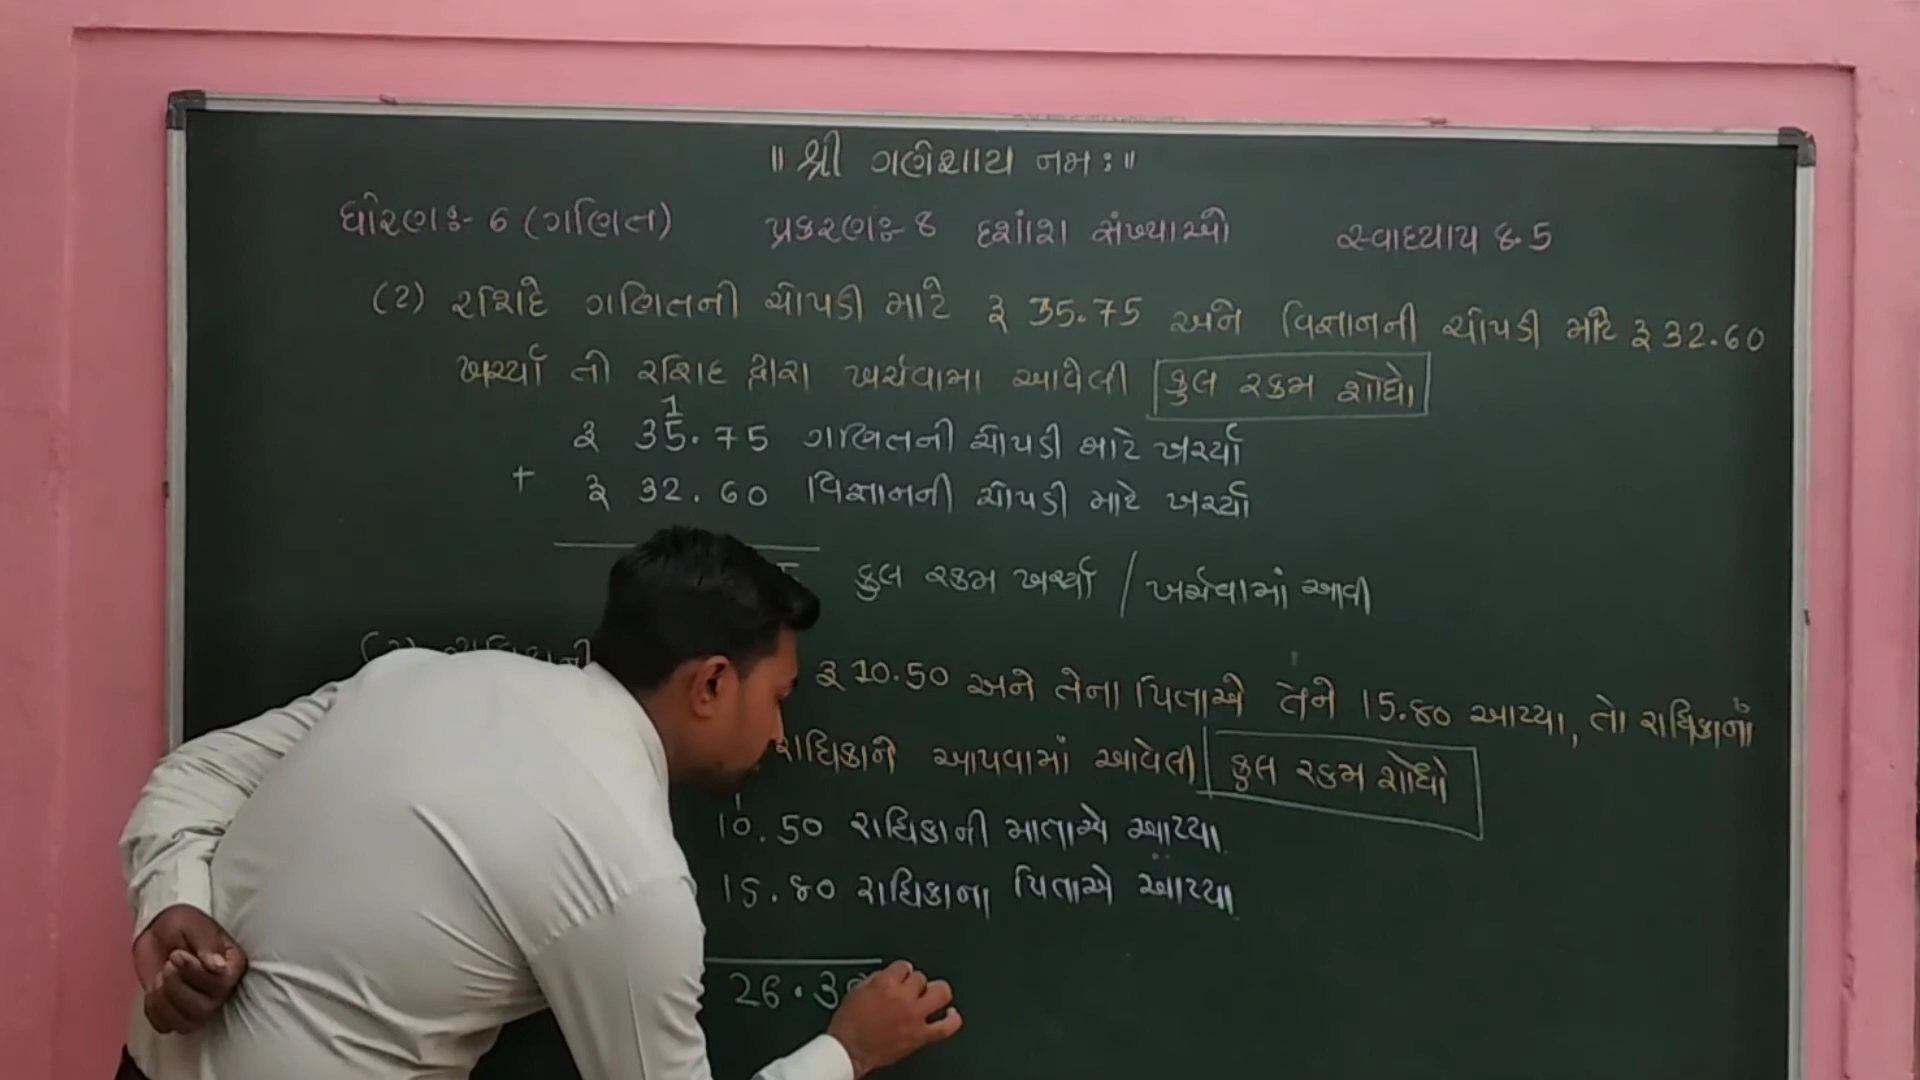 ॥ શ્રી ગણેશાય નમઃ ॥
ધોરણઃ- 6 (ગણિત) પ્રકરણઃ- 8 દશાંશ સંખ્યાઓ સ્વાધ્યાય 8.5
(2) રાશિદે ગણિતની ચોપડી માટે રૂ 35.75 અને વિજ્ઞાનની ચોપડી માટે રૂ 32.60
ખર્ચ્યા તો રાશિદ દ્વારા ખર્ચવામા આવેલી કુલ રકમ શોધો
1
રૂ 35.75 ગણિતની ચોપડી માટે ખર્ચ્યા
+ રૂ 32.60 વિજ્ઞાનની ચોપડી માટે ખર્ચ્યા
કુલ રકમ ખર્ચ્યા / ખર્ચવામાં આવી
રૂ 10.50 અને તેના પિતાએ તેને 15.80 આપ્યા, તો રાધિકાનાં
રાધિકાને આપવામાં આવેલી કુલ રકમ શોધો
1
10.50 રાધિકાની માતાએ આપ્યા
15.80 રાધિકાના પિતાએ આપ્યા
26.30